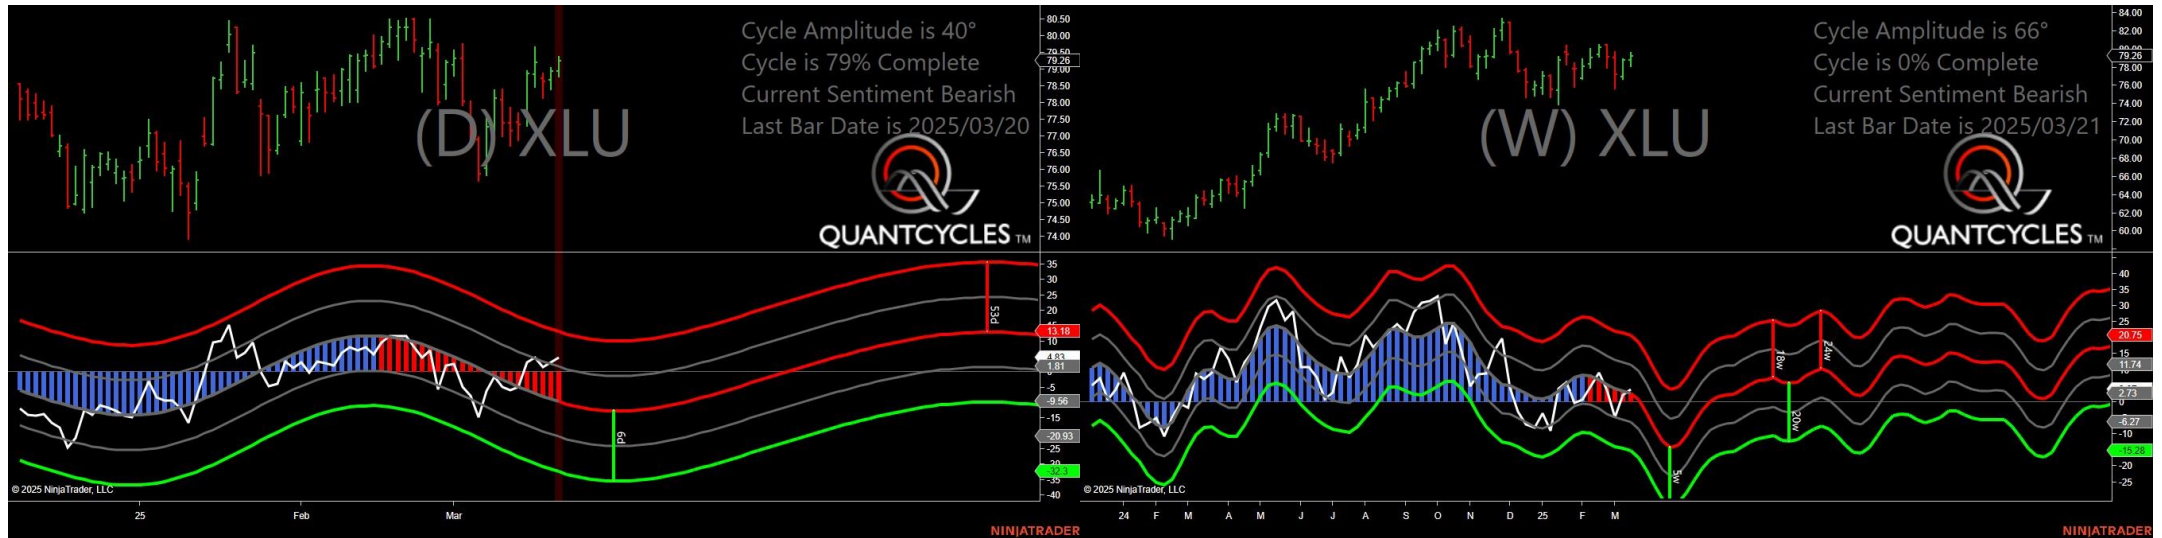 Cycle Amplitude is 40°
Cycle is 79% Complete
Current Sentiment Bearish
Last Bar Date is 2025/03/20
(D) XLU
QUANTCYCLES TM
80.50
80.00
79.50
79.26
79.00
78.50
78.00
77.50
77.00
76.50
76.00
75.50
75.00
74.50
74.00
35
35
25
20
13.18
10
4.83
1.81
-5
-9.56
-15
-20.93
-25
-32.3
-35
-40
53d
6d
© 2025 NinjaTrader, LLC
25
Feb
Mar
NINJATRADER
Cycle Amplitude is 66°
Cycle is 0% Complete
Current Sentiment Bearish
Last Bar Date is 2025/03/21
(W) XLU
QUANTCYCLES TM
84.00
82.00
80.00
79.26
78.00
76.00
74.00
72.00
70.00
68.00
66.00
64.00
62.00
60.00
40
35
30
25
20.75
15
11.74
2.73
0
-6.27
-10
-15.28
-20
-25
18w
24w
20w
5w
© 2025 NinjaTrader, LLC
24
F
M
A
M
J
J
A
S
O
N
D
25
F
M
NINJATRADER